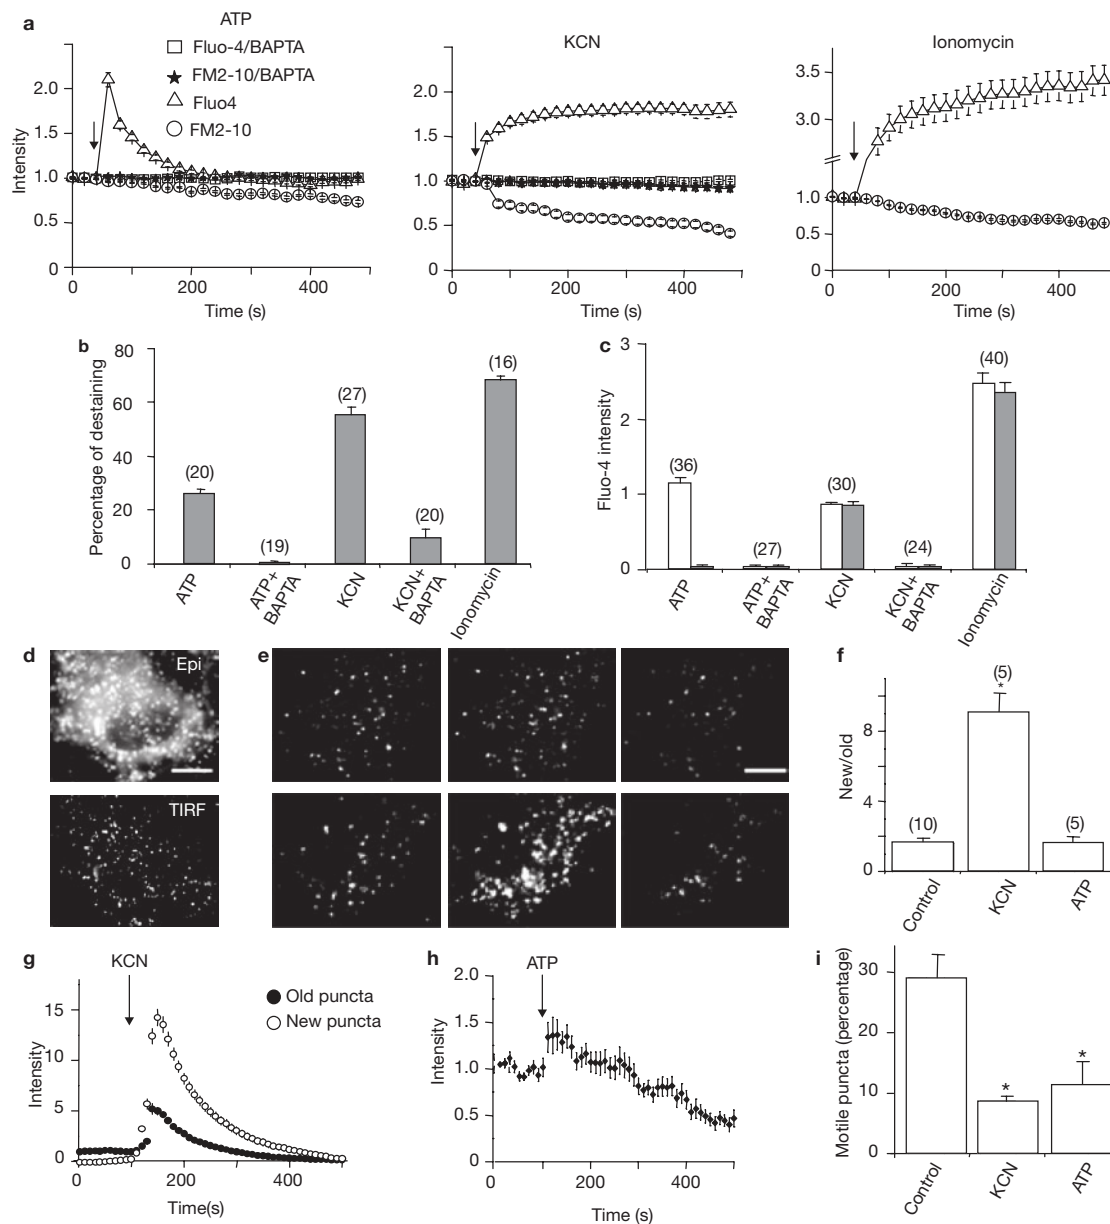 a
ATP
Fluo-4/BAPTA
FM2-10/BAPTA
Fluo4
FM2-10
Intensity
2.0
1.5
1.0
0.5
0
0 200 400
Time (s)
KCN
2.0
1.5
1.0
0.5
0
0 200 400
Time (s)
Ionomycin
3.5
3.0
1.0
0.5
0
0 200 400
Time (s)
b
Percentage of destaining
80
60
40
20
0
(20)
(19)
(27)
(20)
(16)
ATP
ATP+
BAPTA
KCN
KCN+
BAPTA
Ionomycin
c
Fluo-4 intensity
3
2
1
0
(36)
(27)
(30)
(24)
(40)
ATP
ATP+
BAPTA
KCN
KCN+
BAPTA
Ionomycin
d
Epi
TIRF
e
f
New/old
8
4
0
(10)
(5)
*
(5)
Control
KCN
ATP
g
KCN
Old puncta
New puncta
Intensity
15
10
5
0
0 200 400
Time(s)
h
ATP
Intensity
2.0
1.5
1.0
0.5
0
0 200 400
Time (s)
i
Motile puncta (percentage)
30
20
10
0
*
*
Control
KCN
ATP